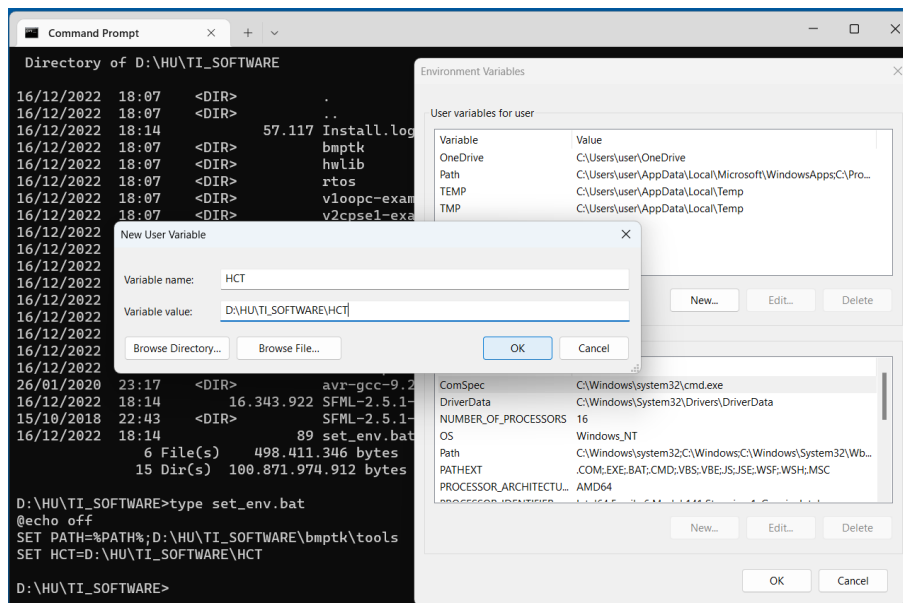 Command Prompt
Directory of D:\HU\TI_SOFTWARE
16/12/2022 18:07 <DIR> .
16/12/2022 18:07 <DIR> ..
16/12/2022 18:14 57.117 Install.log
16/12/2022 18:07 <DIR> bmptk
16/12/2022 18:07 <DIR> hwlib
16/12/2022 18:07 <DIR> rtos
16/12/2022 18:07 <DIR> v1oopc-exam
16/12/2022 18:07 <DIR> v2cpse1-exa
16/12/2022
16/12/2022
16/12/2022
16/12/2022
16/12/2022
16/12/2022
16/12/2022
16/12/2022
16/12/2022
26/01/2020 23:17 <DIR> avr-gcc-9.2
16/12/2022 18:14 16.343.922 SFML-2.5.1-
15/10/2018 22:43 <DIR> SFML-2.5.1-
16/12/2022 18:14 89 set_env.bat
6 File(s) 498.411.346 bytes
15 Dir(s) 100.871.974.912 bytes
D:\HU\TI_SOFTWARE>type set_env.bat
@echo off
SET PATH=%PATH%;D:\HU\TI_SOFTWARE\bmptk\tools
SET HCT=D:\HU\TI_SOFTWARE\HCT
D:\HU\TI_SOFTWARE>
Environment Variables
User variables for user
Variable Value
OneDrive C:\Users\user\OneDrive
Path C:\Users\user\AppData\Local\Microsoft\WindowsApps;C:\Pro...
TEMP C:\Users\user\AppData\Local\Temp
TMP C:\Users\user\AppData\Local\Temp
New... Edit... Delete
New User Variable
Variable name: HCT
Variable value: D:\HU\TI_SOFTWARE\HCT
Browse Directory... Browse File... OK Cancel
ComSpec C:\Windows\system32\cmd.exe
DriverData C:\Windows\System32\Drivers\DriverData
NUMBER_OF_PROCESSORS 16
OS Windows_NT
Path C:\Windows\system32;C:\Windows;C:\Windows\System32\Wb...
PATHEXT .COM;.EXE;.BAT;.CMD;.VBS;.VBE;.JS;.JSE;.WSF;.WSH;.MSC
PROCESSOR_ARCHITECTU... AMD64
New... Edit... Delete
OK Cancel